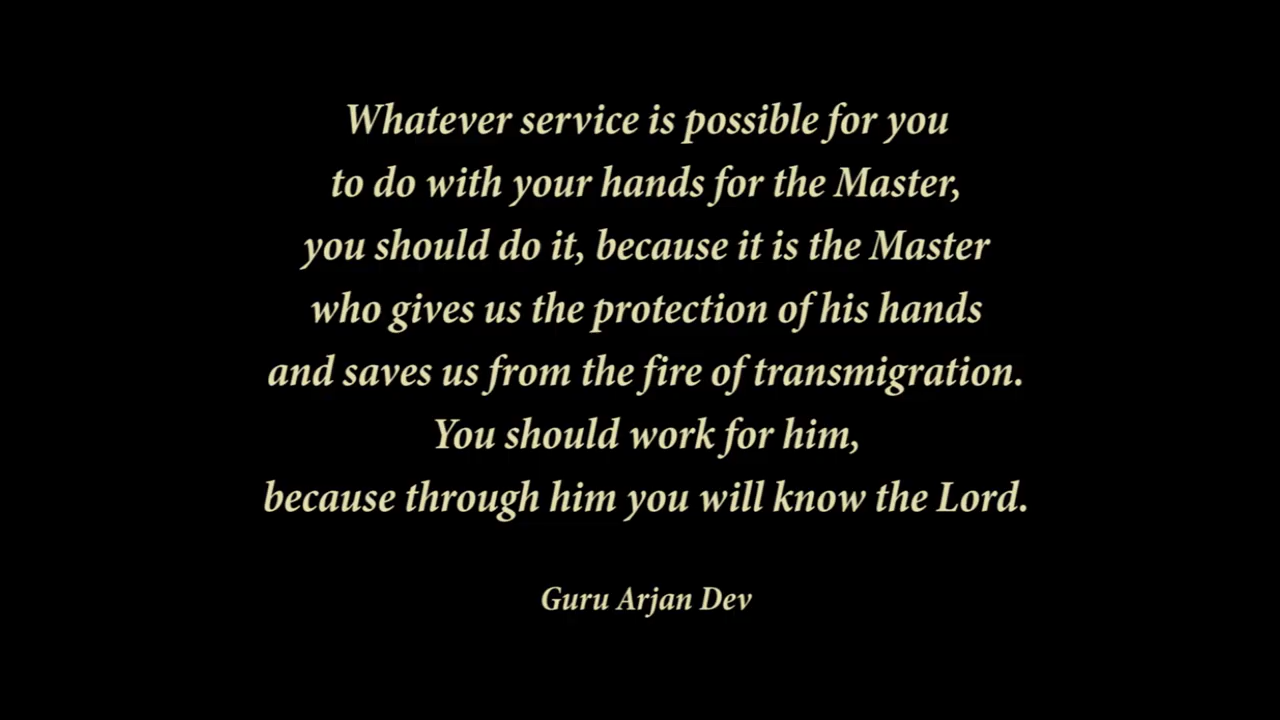 Whatever service is possible for you
to do with your hands for the Master,
you should do it, because it is the Master
who gives us the protection of his hands
and saves us from the fire of transmigration.
You should work for him,
because through him you will know the Lord.
Guru Arjan Dev